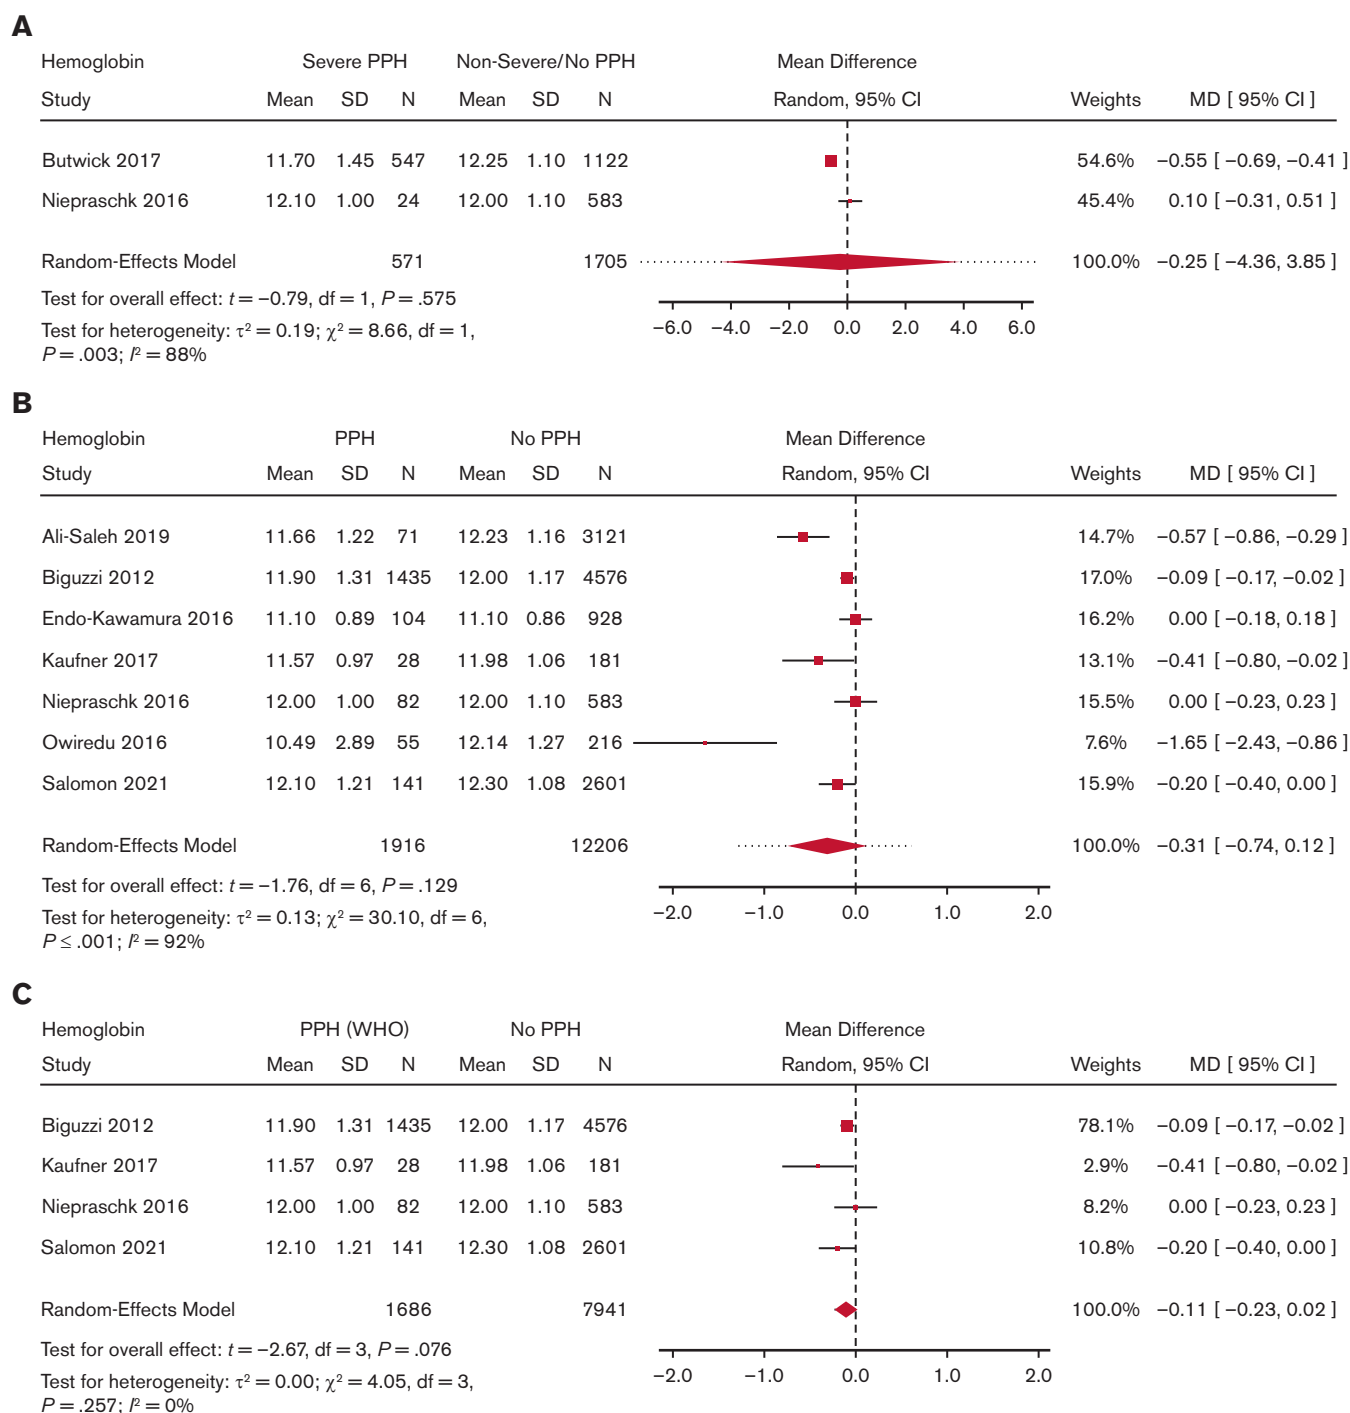 A
Hemoglobin Severe PPH Non-Severe/No PPH Mean Difference
Study Mean SD N Mean SD N Random, 95% CI Weights MD [ 95% CI ]
Butwick 2017 11.70 1.45 547 12.25 1.10 1122 54.6% −0.55 [ −0.69, −0.41 ]
Niepraschk 2016 12.10 1.00 24 12.00 1.10 583 45.4% 0.10 [ −0.31, 0.51 ]
Random-Effects Model 571 1705 100.0% −0.25 [ −4.36, 3.85 ]
Test for overall effect: t = −0.79, df = 1, P = .575
Test for heterogeneity: τ² = 0.19; χ² = 8.66, df = 1,
P = .003; I² = 88%
−6.0 −4.0 −2.0 0.0 2.0 4.0 6.0
B
Hemoglobin PPH No PPH Mean Difference
Study Mean SD N Mean SD N Random, 95% CI Weights MD [ 95% CI ]
Ali-Saleh 2019 11.66 1.22 71 12.23 1.16 3121 14.7% −0.57 [ −0.86, −0.29 ]
Biguzzi 2012 11.90 1.31 1435 12.00 1.17 4576 17.0% −0.09 [ −0.17, −0.02 ]
Endo-Kawamura 2016 11.10 0.89 104 11.10 0.86 928 16.2% 0.00 [ −0.18, 0.18 ]
Kaufner 2017 11.57 0.97 28 11.98 1.06 181 13.1% −0.41 [ −0.80, −0.02 ]
Niepraschk 2016 12.00 1.00 82 12.00 1.10 583 15.5% 0.00 [ −0.23, 0.23 ]
Owiredu 2016 10.49 2.89 55 12.14 1.27 216 7.6% −1.65 [ −2.43, −0.86 ]
Salomon 2021 12.10 1.21 141 12.30 1.08 2601 15.9% −0.20 [ −0.40, 0.00 ]
Random-Effects Model 1916 12206 100.0% −0.31 [ −0.74, 0.12 ]
Test for overall effect: t = −1.76, df = 6, P = .129
Test for heterogeneity: τ² = 0.13; χ² = 30.10, df = 6,
P ≤ .001; I² = 92%
−2.0 −1.0 0.0 1.0 2.0
C
Hemoglobin PPH (WHO) No PPH Mean Difference
Study Mean SD N Mean SD N Random, 95% CI Weights MD [ 95% CI ]
Biguzzi 2012 11.90 1.31 1435 12.00 1.17 4576 78.1% −0.09 [ −0.17, −0.02 ]
Kaufner 2017 11.57 0.97 28 11.98 1.06 181 2.9% −0.41 [ −0.80, −0.02 ]
Niepraschk 2016 12.00 1.00 82 12.00 1.10 583 8.2% 0.00 [ −0.23, 0.23 ]
Salomon 2021 12.10 1.21 141 12.30 1.08 2601 10.8% −0.20 [ −0.40, 0.00 ]
Random-Effects Model 1686 7941 100.0% −0.11 [ −0.23, 0.02 ]
Test for overall effect: t = −2.67, df = 3, P = .076
Test for heterogeneity: τ² = 0.00; χ² = 4.05, df = 3,
P = .257; I² = 0%
−2.0 −1.0 0.0 1.0 2.0